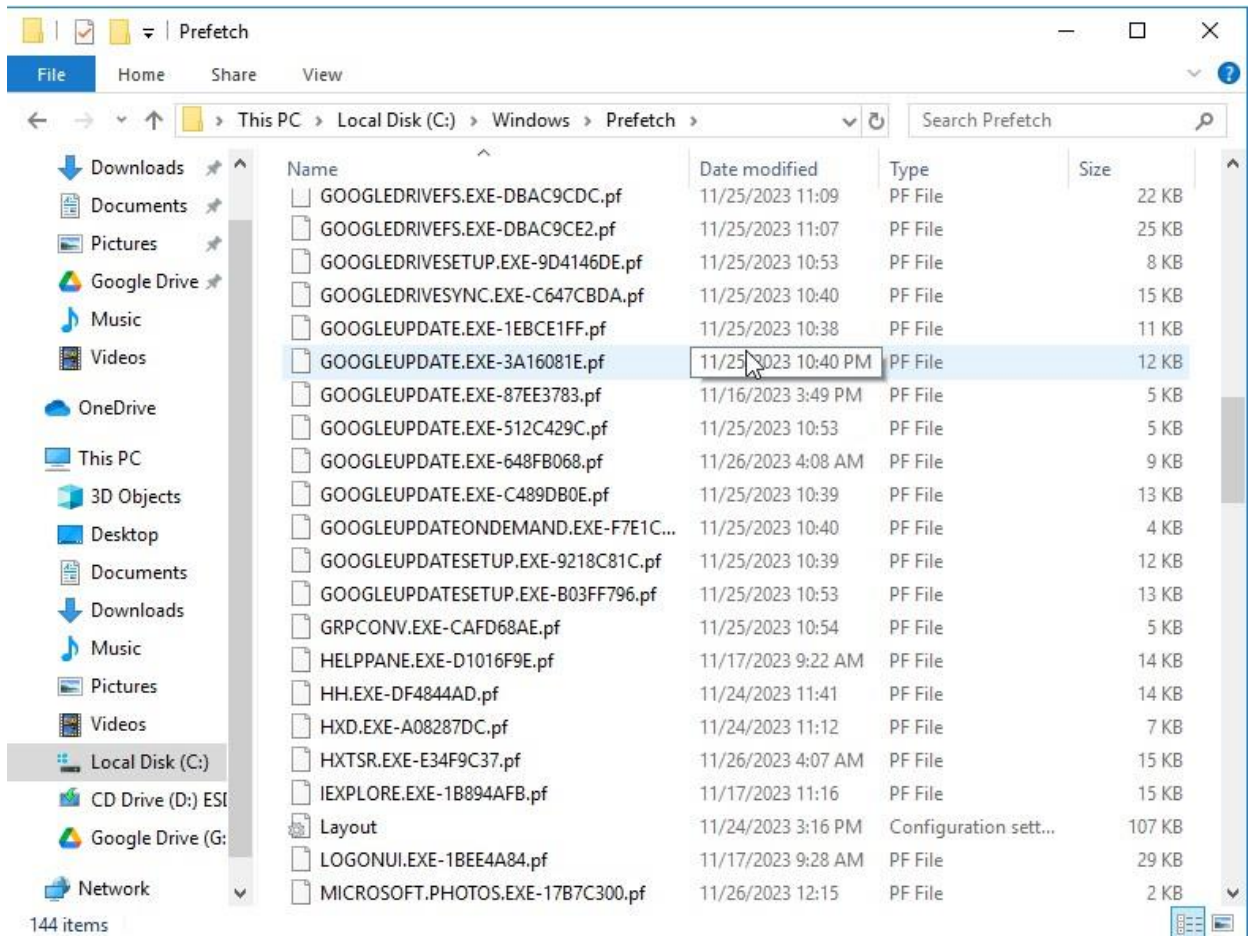 Prefetch
File Home Share View
This PC > Local Disk (C:) > Windows > Prefetch >
Search Prefetch
Downloads
Documents
Pictures
Google Drive
Music
Videos
OneDrive
This PC
3D Objects
Desktop
Documents
Downloads
Music
Pictures
Videos
Local Disk (C:)
CD Drive (D:) ESD
Google Drive (G:
Network
Name Date modified Type Size
GOOGLEDRIVEFS.EXE-DBAC9CDC.pf 11/25/2023 11:09 PF File 22 KB
GOOGLEDRIVEFS.EXE-DBAC9CE2.pf 11/25/2023 11:07 PF File 25 KB
GOOGLEDRIVESETUP.EXE-9D4146DE.pf 11/25/2023 10:53 PF File 8 KB
GOOGLEDRIVESYNC.EXE-C647CBDA.pf 11/25/2023 10:40 PF File 15 KB
GOOGLEUPDATE.EXE-1EBCE1FF.pf 11/25/2023 10:38 PF File 11 KB
GOOGLEUPDATE.EXE-3A16081E.pf 11/25/2023 10:40 PM PF File 12 KB
GOOGLEUPDATE.EXE-87EE3783.pf 11/16/2023 3:49 PM PF File 5 KB
GOOGLEUPDATE.EXE-512C429C.pf 11/25/2023 10:53 PF File 5 KB
GOOGLEUPDATE.EXE-648FB068.pf 11/26/2023 4:08 AM PF File 9 KB
GOOGLEUPDATE.EXE-C489DB0E.pf 11/25/2023 10:39 PF File 13 KB
GOOGLEUPDATEONDEMAND.EXE-F7E1C... 11/25/2023 10:40 PF File 4 KB
GOOGLEUPDATESETUP.EXE-9218C81C.pf 11/25/2023 10:39 PF File 12 KB
GOOGLEUPDATESETUP.EXE-B03FF796.pf 11/25/2023 10:53 PF File 13 KB
GRPCONV.EXE-CAFD68AE.pf 11/25/2023 10:54 PF File 5 KB
HELPPANE.EXE-D1016F9E.pf 11/17/2023 9:22 AM PF File 14 KB
HH.EXE-DF4844AD.pf 11/24/2023 11:41 PF File 14 KB
HXD.EXE-A08287DC.pf 11/24/2023 11:12 PF File 7 KB
HXTSR.EXE-E34F9C37.pf 11/26/2023 4:07 AM PF File 15 KB
IEXPLORE.EXE-1B894AFB.pf 11/17/2023 11:16 PF File 15 KB
Layout 11/24/2023 3:16 PM Configuration sett... 107 KB
LOGONUI.EXE-1BEE4A84.pf 11/17/2023 9:28 AM PF File 29 KB
MICROSOFT.PHOTOS.EXE-17B7C300.pf 11/26/2023 12:15 PF File 2 KB
144 items